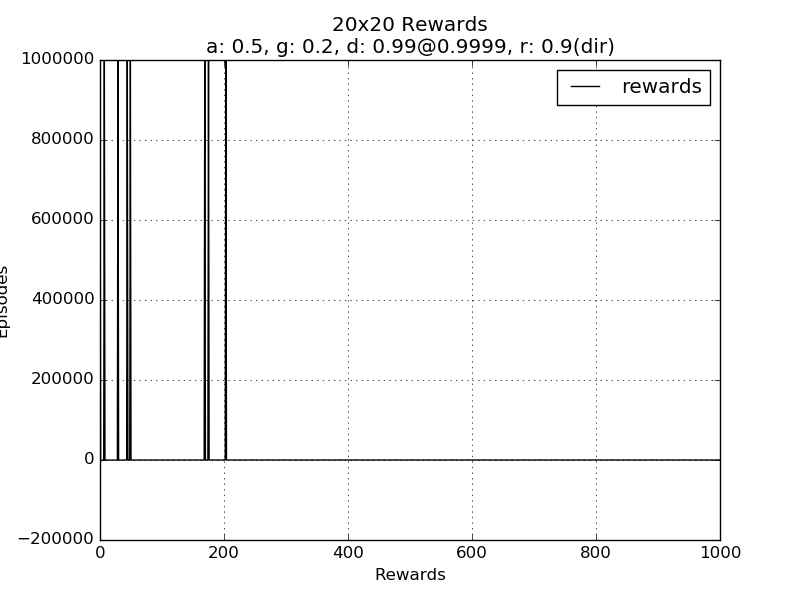 20x20 Rewards
a: 0.5, g: 0.2, d: 0.99@0.9999, r: 0.9(dir)
1000000
rewards
800000
600000
400000
Episodes
200000
0
−200000
0 200 400 600 800 1000
Rewards